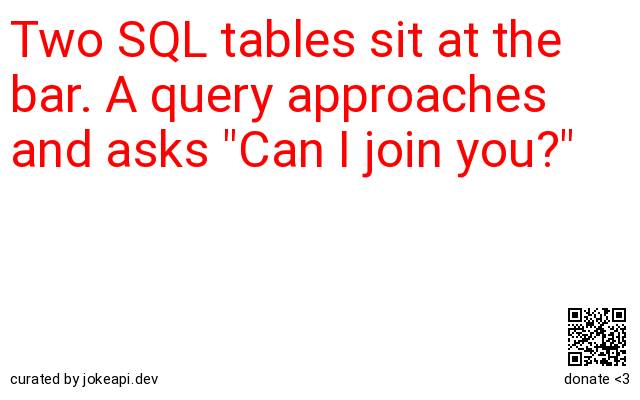 Two SQL tables sit at the
bar. A query approaches
and asks "Can I join you?"
curated by jokeapi.dev
donate <3